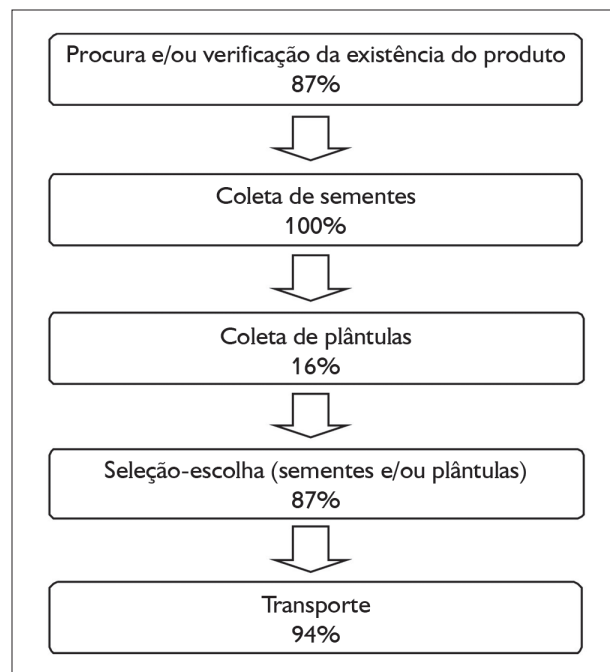 Procura e/ou verificação da existência do produto
87%
Coleta de sementes
100%
Coleta de plântulas
16%
Seleção-escolha (sementes e/ou plântulas)
87%
Transporte
94%